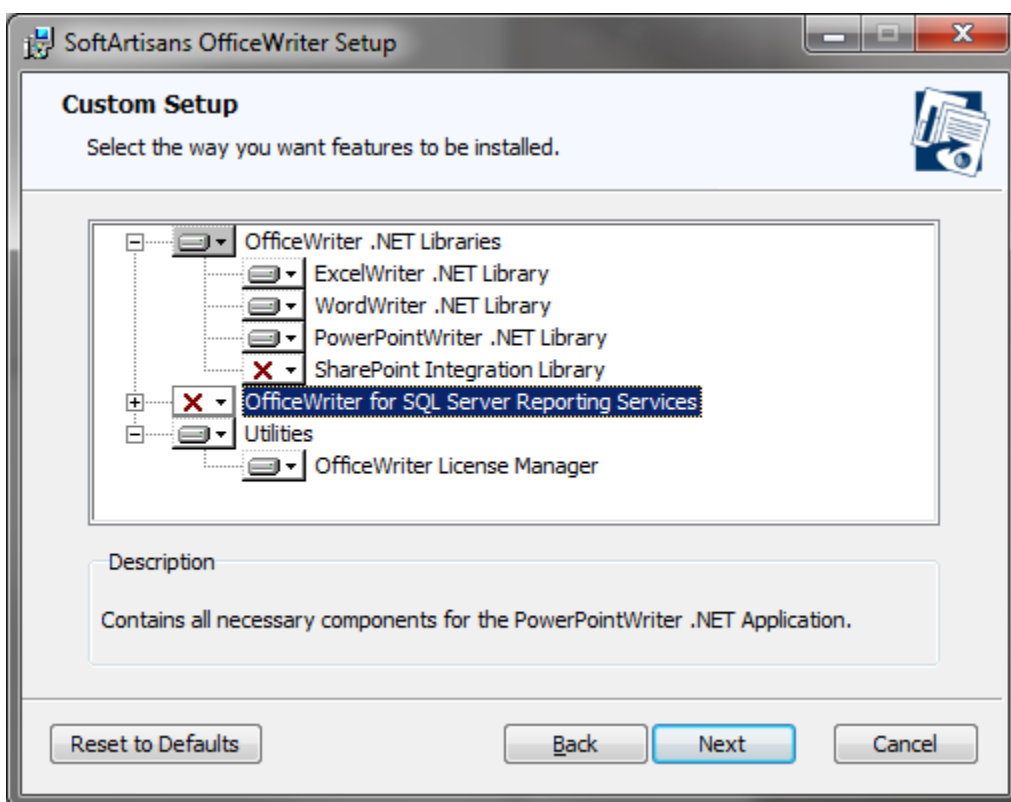 SoftArtisans OfficeWriter Setup
Custom Setup
Select the way you want features to be installed.
OfficeWriter .NET Libraries
ExcelWriter .NET Library
WordWriter .NET Library
PowerPointWriter .NET Library
SharePoint Integration Library
OfficeWriter for SQL Server Reporting Services
Utilities
OfficeWriter License Manager
Description
Contains all necessary components for the PowerPointWriter .NET Application.
Reset to Defaults Back Next Cancel